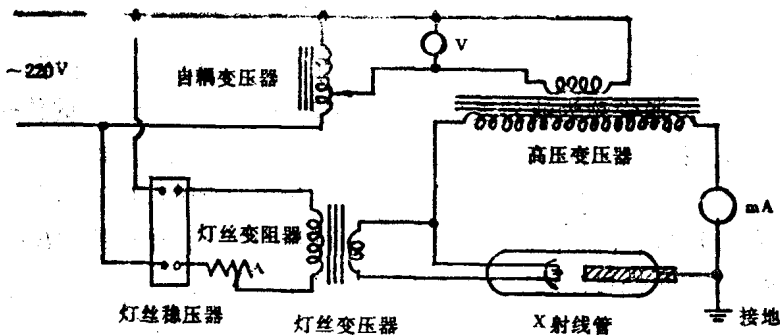 V
~220V
自耦变压器
高压变压器
mA
灯丝变阻器
灯丝稳压器
灯丝变压器
X射线管
接地